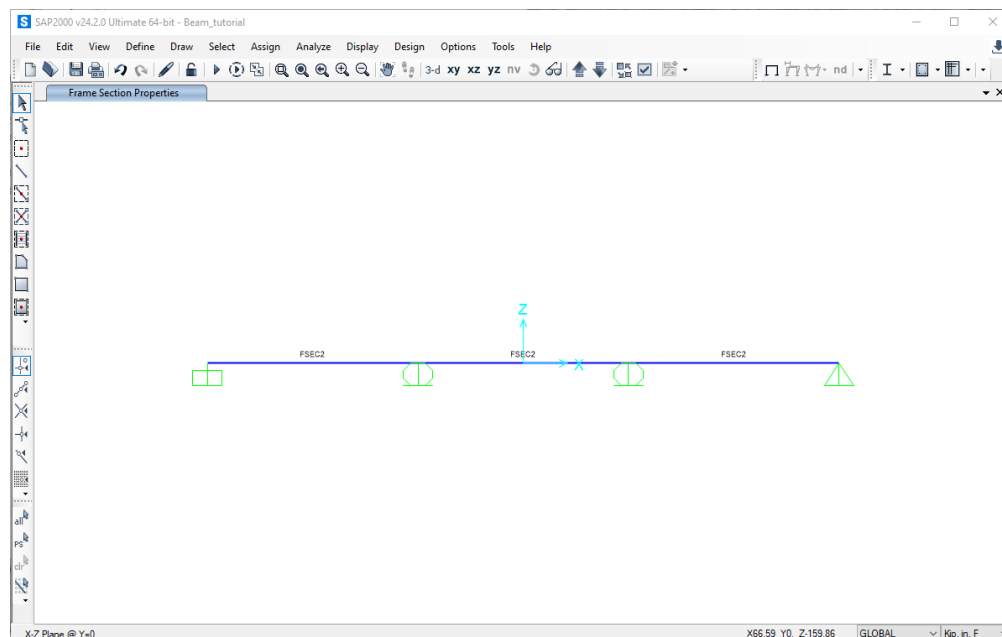 S SAP2000 v24.2.0 Ultimate 64-bit - Beam_tutorial
File Edit View Define Draw Select Assign Analyze Display Design Options Tools Help
3-d xy xz yz nv nd
Frame Section Properties
Z
FSEC2 FSEC2 FSEC2
X
all
PS
clr
X-Z Plane @ Y=0 X66.59 Y0. Z-159.86 GLOBAL Kip, in, F